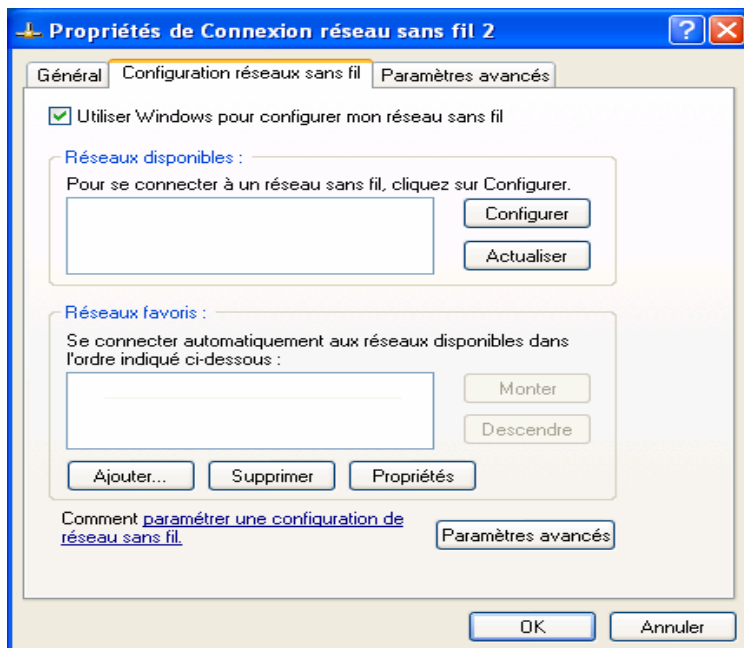 Propriétés de Connexion réseau sans fil 2
?
Général
Configuration réseaux sans fil
Paramètres avancés
Utiliser Windows pour configurer mon réseau sans fil
Réseaux disponibles :
Pour se connecter à un réseau sans fil, cliquez sur Configurer.
Configurer
Actualiser
Réseaux favoris :
Se connecter automatiquement aux réseaux disponibles dans
l'ordre indiqué ci-dessous :
Monter
Descendre
Ajouter...
Supprimer
Propriétés
Comment paramétrer une configuration de
réseau sans fil.
Paramètres avancés
OK
Annuler